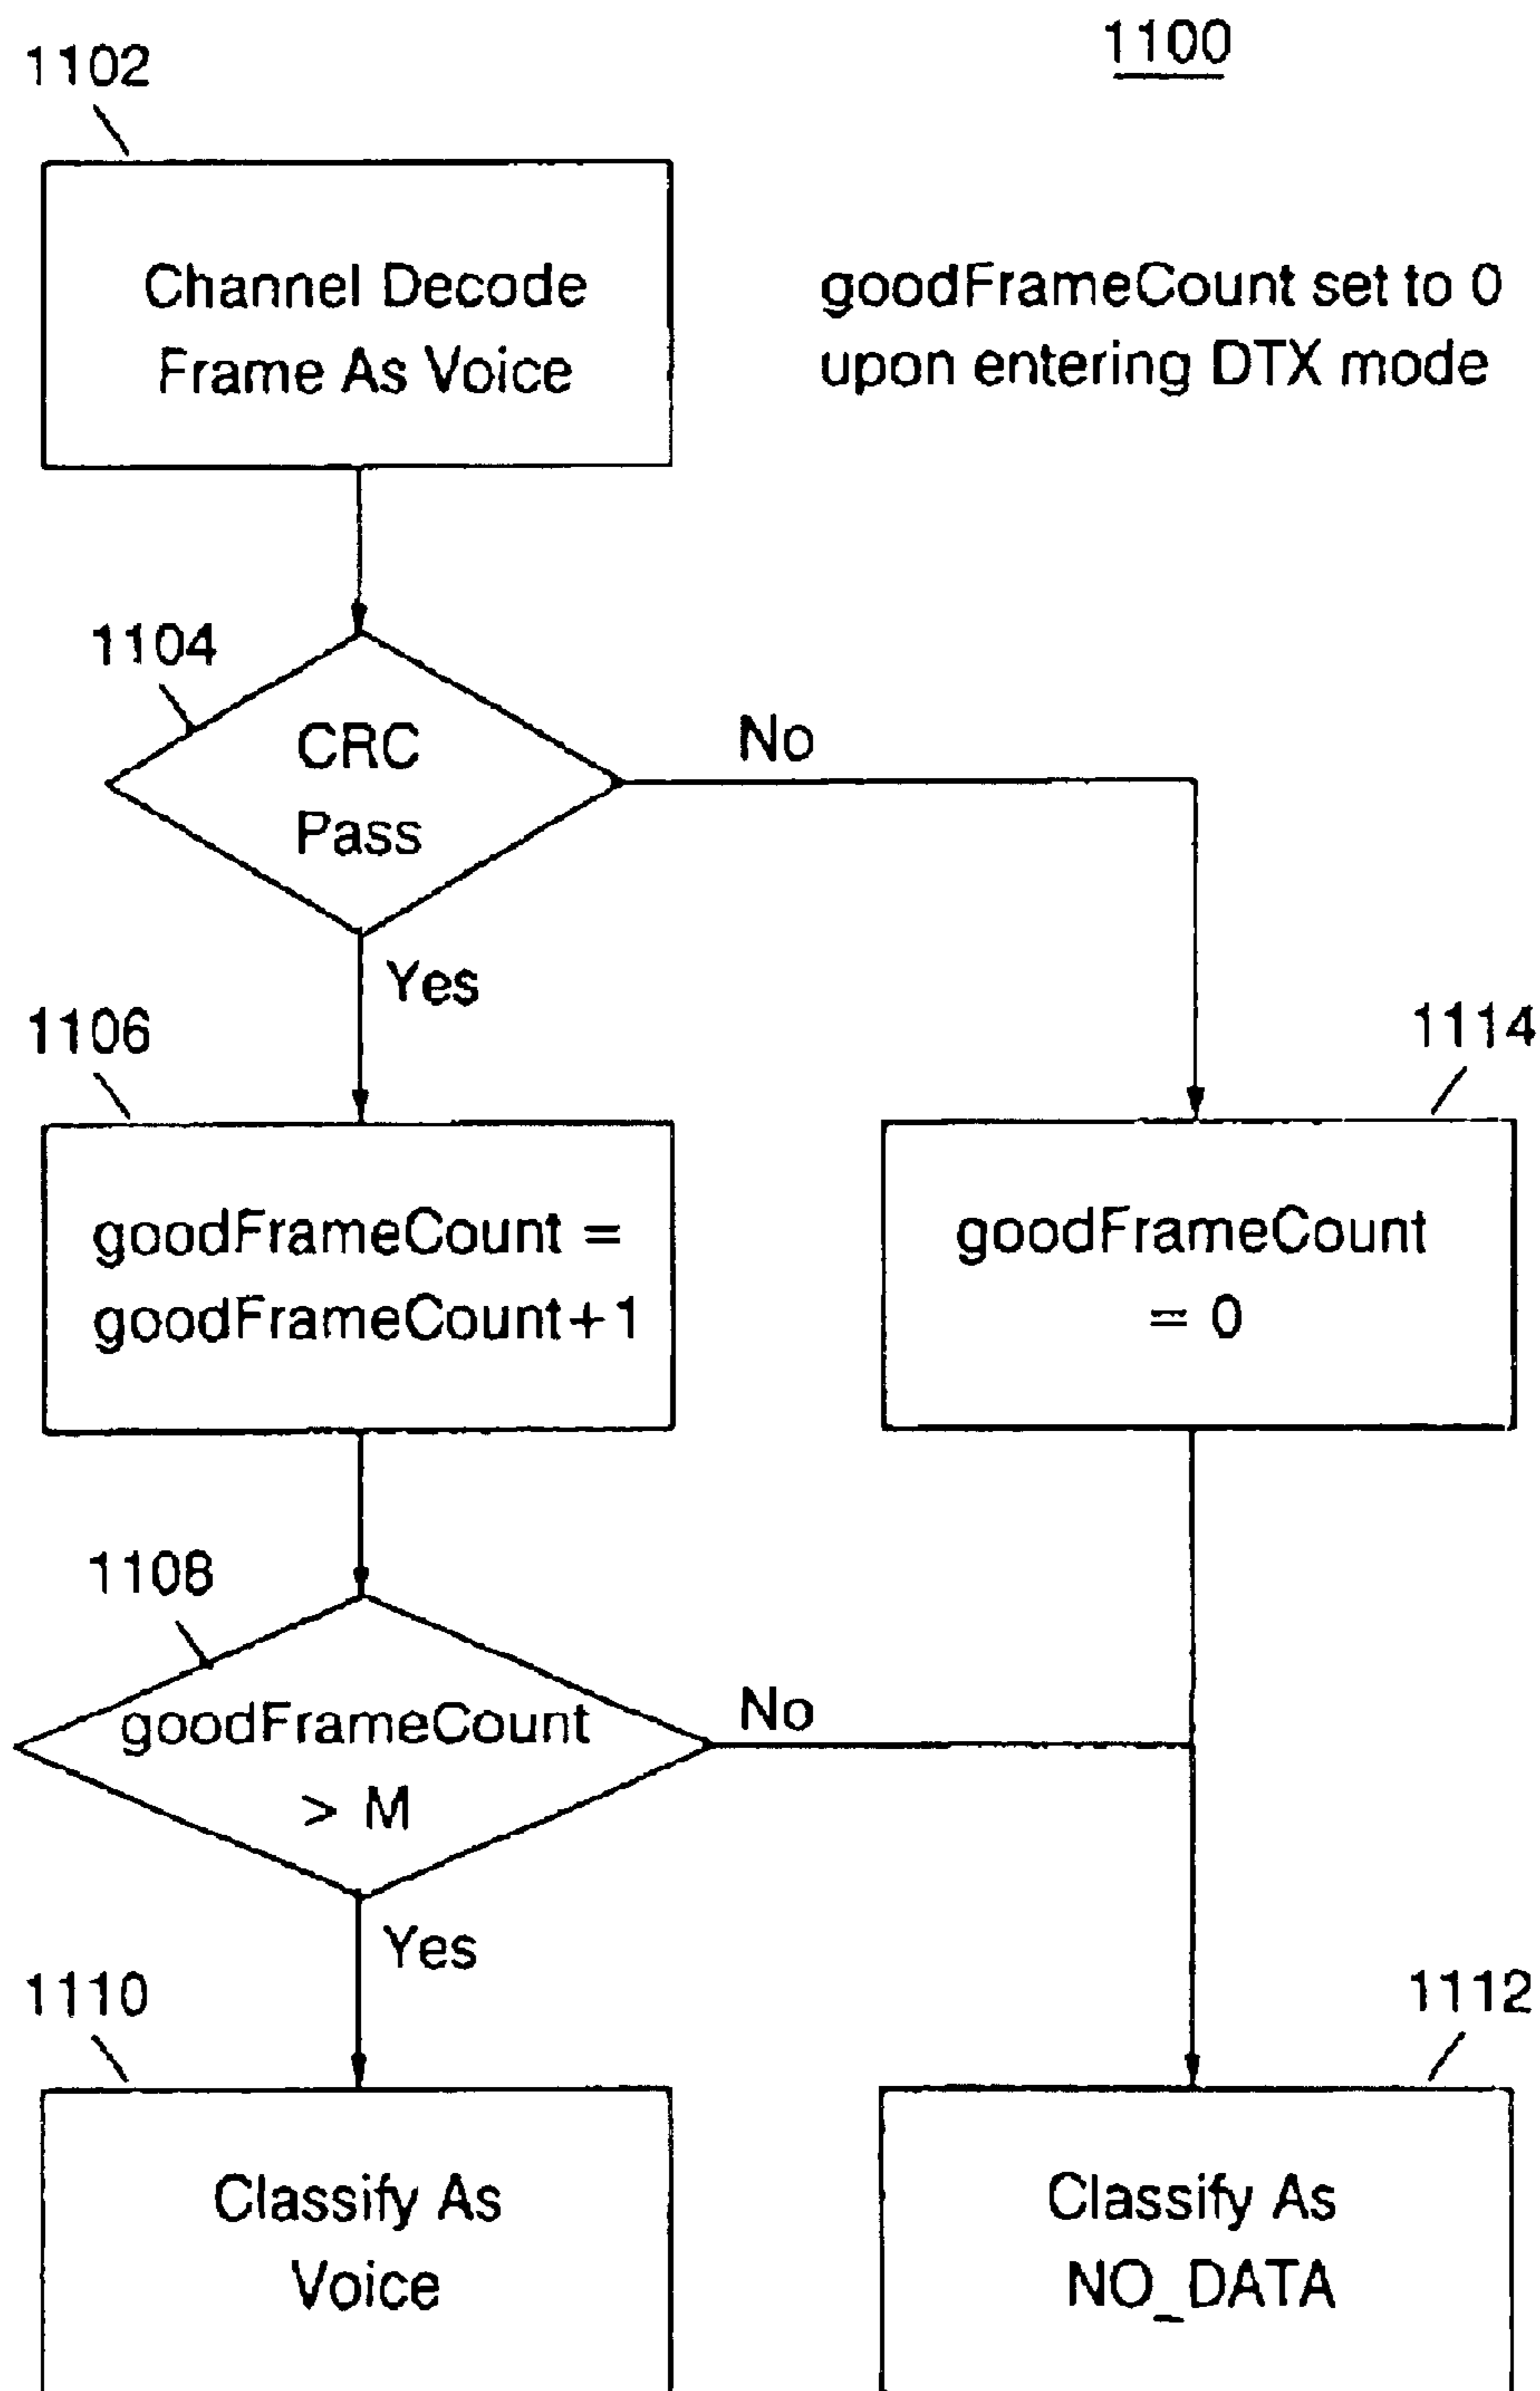 1100
1102
Channel Decode
Frame As Voice
goodFrameCount set to 0
upon entering DTX mode
1104
CRC
Pass
No
Yes
1106
goodFrameCount =
goodFrameCount+1
1114
goodFrameCount
= 0
1108
goodFrameCount
> M
No
Yes
1110
Classify As
Voice
1112
Classify As
NO_DATA